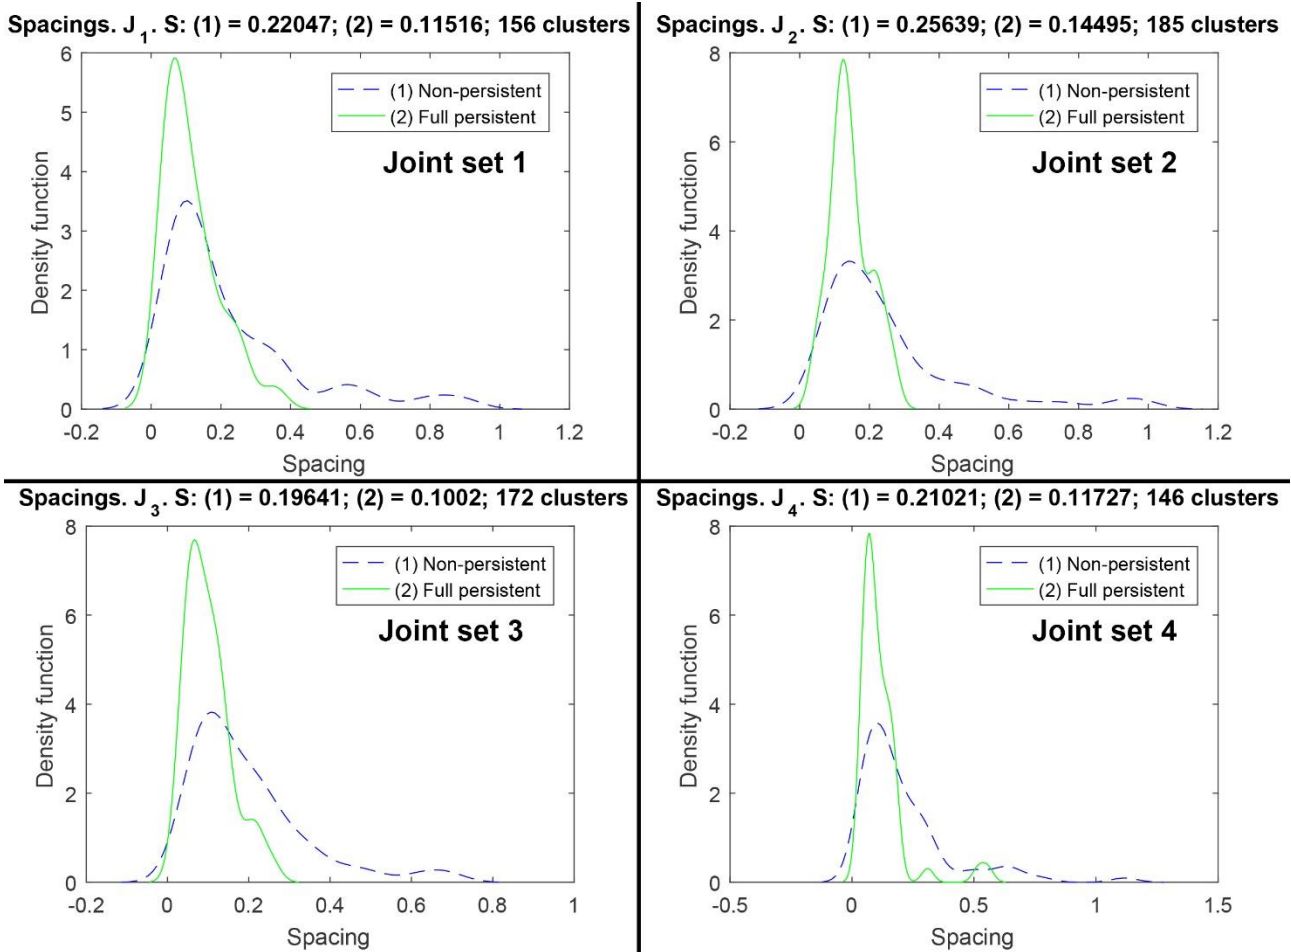 Spacings. J1. S: (1) = 0.22047; (2) = 0.11516; 156 clusters
6
5
4
3
2
1
0
Density function
(1) Non-persistent
(2) Full persistent
Joint set 1
-0.2 0 0.2 0.4 0.6 0.8 1 1.2
Spacing
Spacings. J2. S: (1) = 0.25639; (2) = 0.14495; 185 clusters
8
6
4
2
0
Density function
(1) Non-persistent
(2) Full persistent
Joint set 2
-0.2 0 0.2 0.4 0.6 0.8 1 1.2
Spacing
Spacings. J3. S: (1) = 0.19641; (2) = 0.1002; 172 clusters
8
6
4
2
0
Density function
(1) Non-persistent
(2) Full persistent
Joint set 3
-0.2 0 0.2 0.4 0.6 0.8 1
Spacing
Spacings. J4. S: (1) = 0.21021; (2) = 0.11727; 146 clusters
8
6
4
2
0
Density function
(1) Non-persistent
(2) Full persistent
Joint set 4
-0.5 0 0.5 1 1.5
Spacing